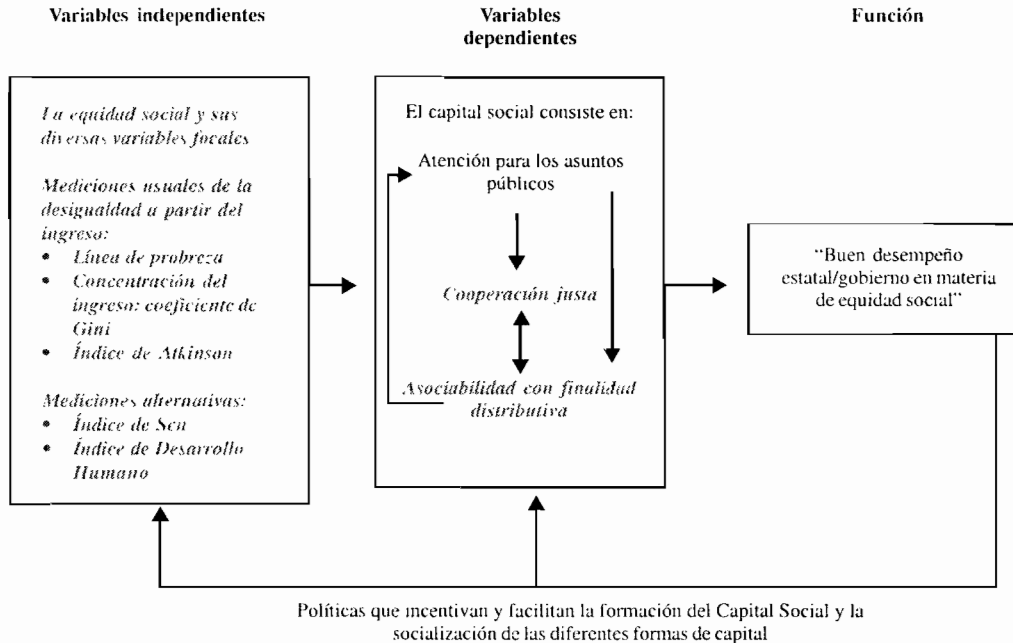 Variables independientes
Variables
dependientes
Función
La equidad social y sus
diversas variables focales
Mediciones usuales de la
desigualdad a partir del
ingreso:
• Línea de probreza
• Concentración del
ingreso: coeficiente de
Gini
• Índice de Atkinson
Mediciones alternativas:
• Índice de Sen
• Índice de Desarrollo
Humano
El capital social consiste en:
Atención para los asuntos
públicos
Cooperación justa
Asociabilidad con finalidad
distributiva
“Buen desempeño
estatal/gobierno en materia
de equidad social”
Políticas que incentivan y facilitan la formación del Capital Social y la
socialización de las diferentes formas de capital